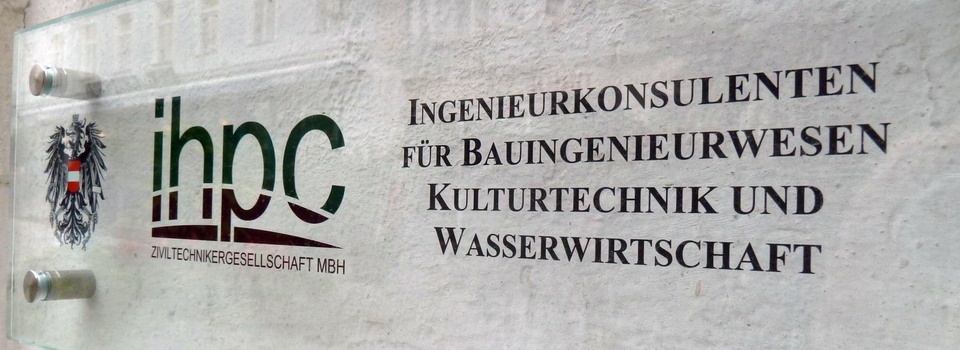 ihpc
ZIVILTECHNIKERGESELLSCHAFT MBH
INGENIEURKONSULENTEN
FÜR BAUINGENIEURWESEN
KULTURTECHNIK UND
WASSERWIRTSCHAFT